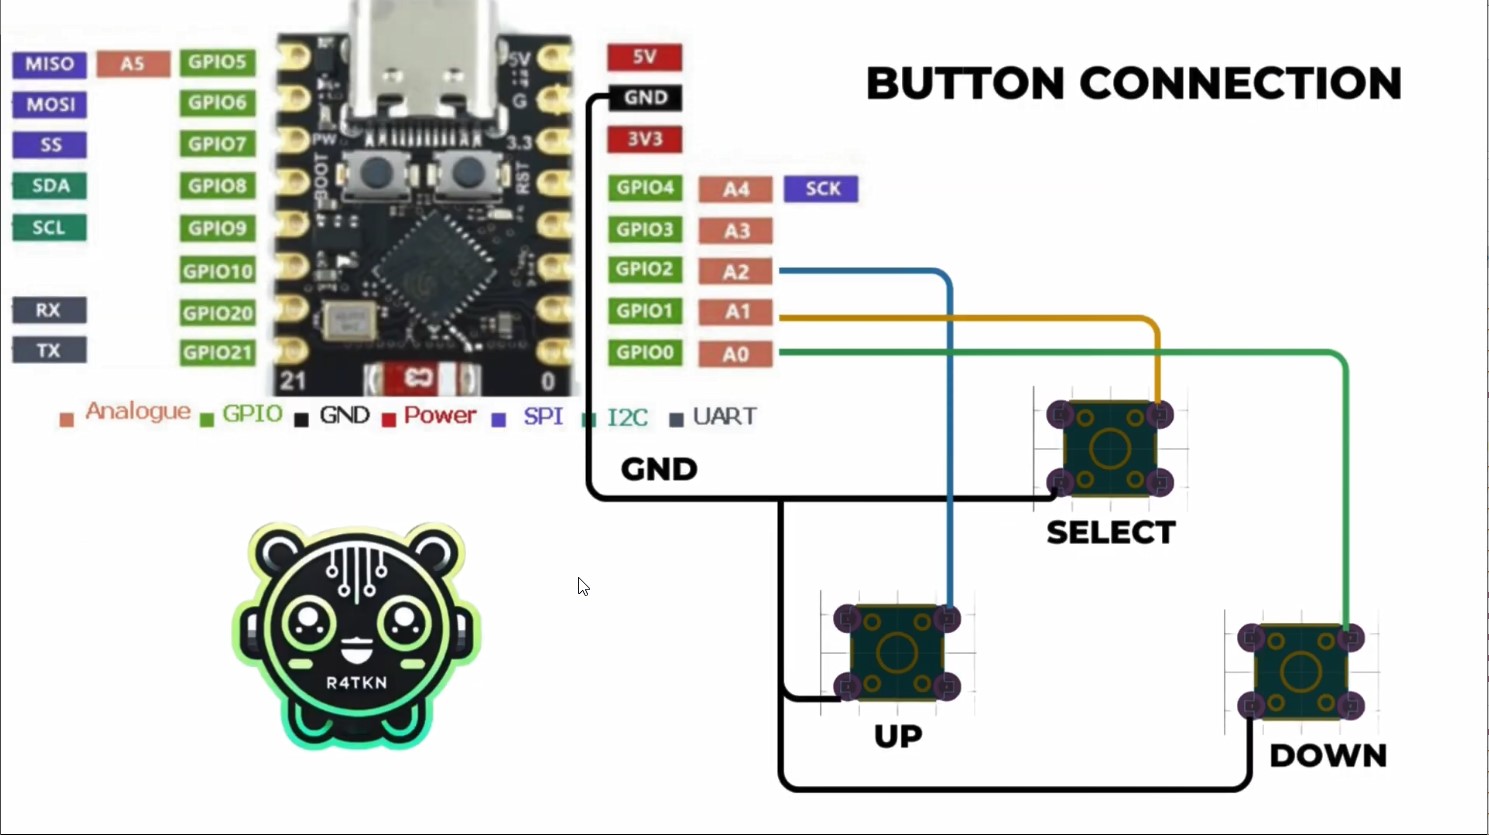 BUTTON CONNECTION
MISO A5 GPIO5
MOSI GPIO6
SS GPIO7
SDA GPIO8
SCL GPIO9
GPIO10
RX GPIO20
TX GPIO21
5V
G
PW
3.3
BOOT
RST
21
0
5V
GND
3V3
GPIO4 A4 SCK
GPIO3 A3
GPIO2 A2
GPIO1 A1
GPIO0 A0
Analogue GPIO GND Power SPI I2C UART
GND
SELECT
R4TKN
UP
DOWN